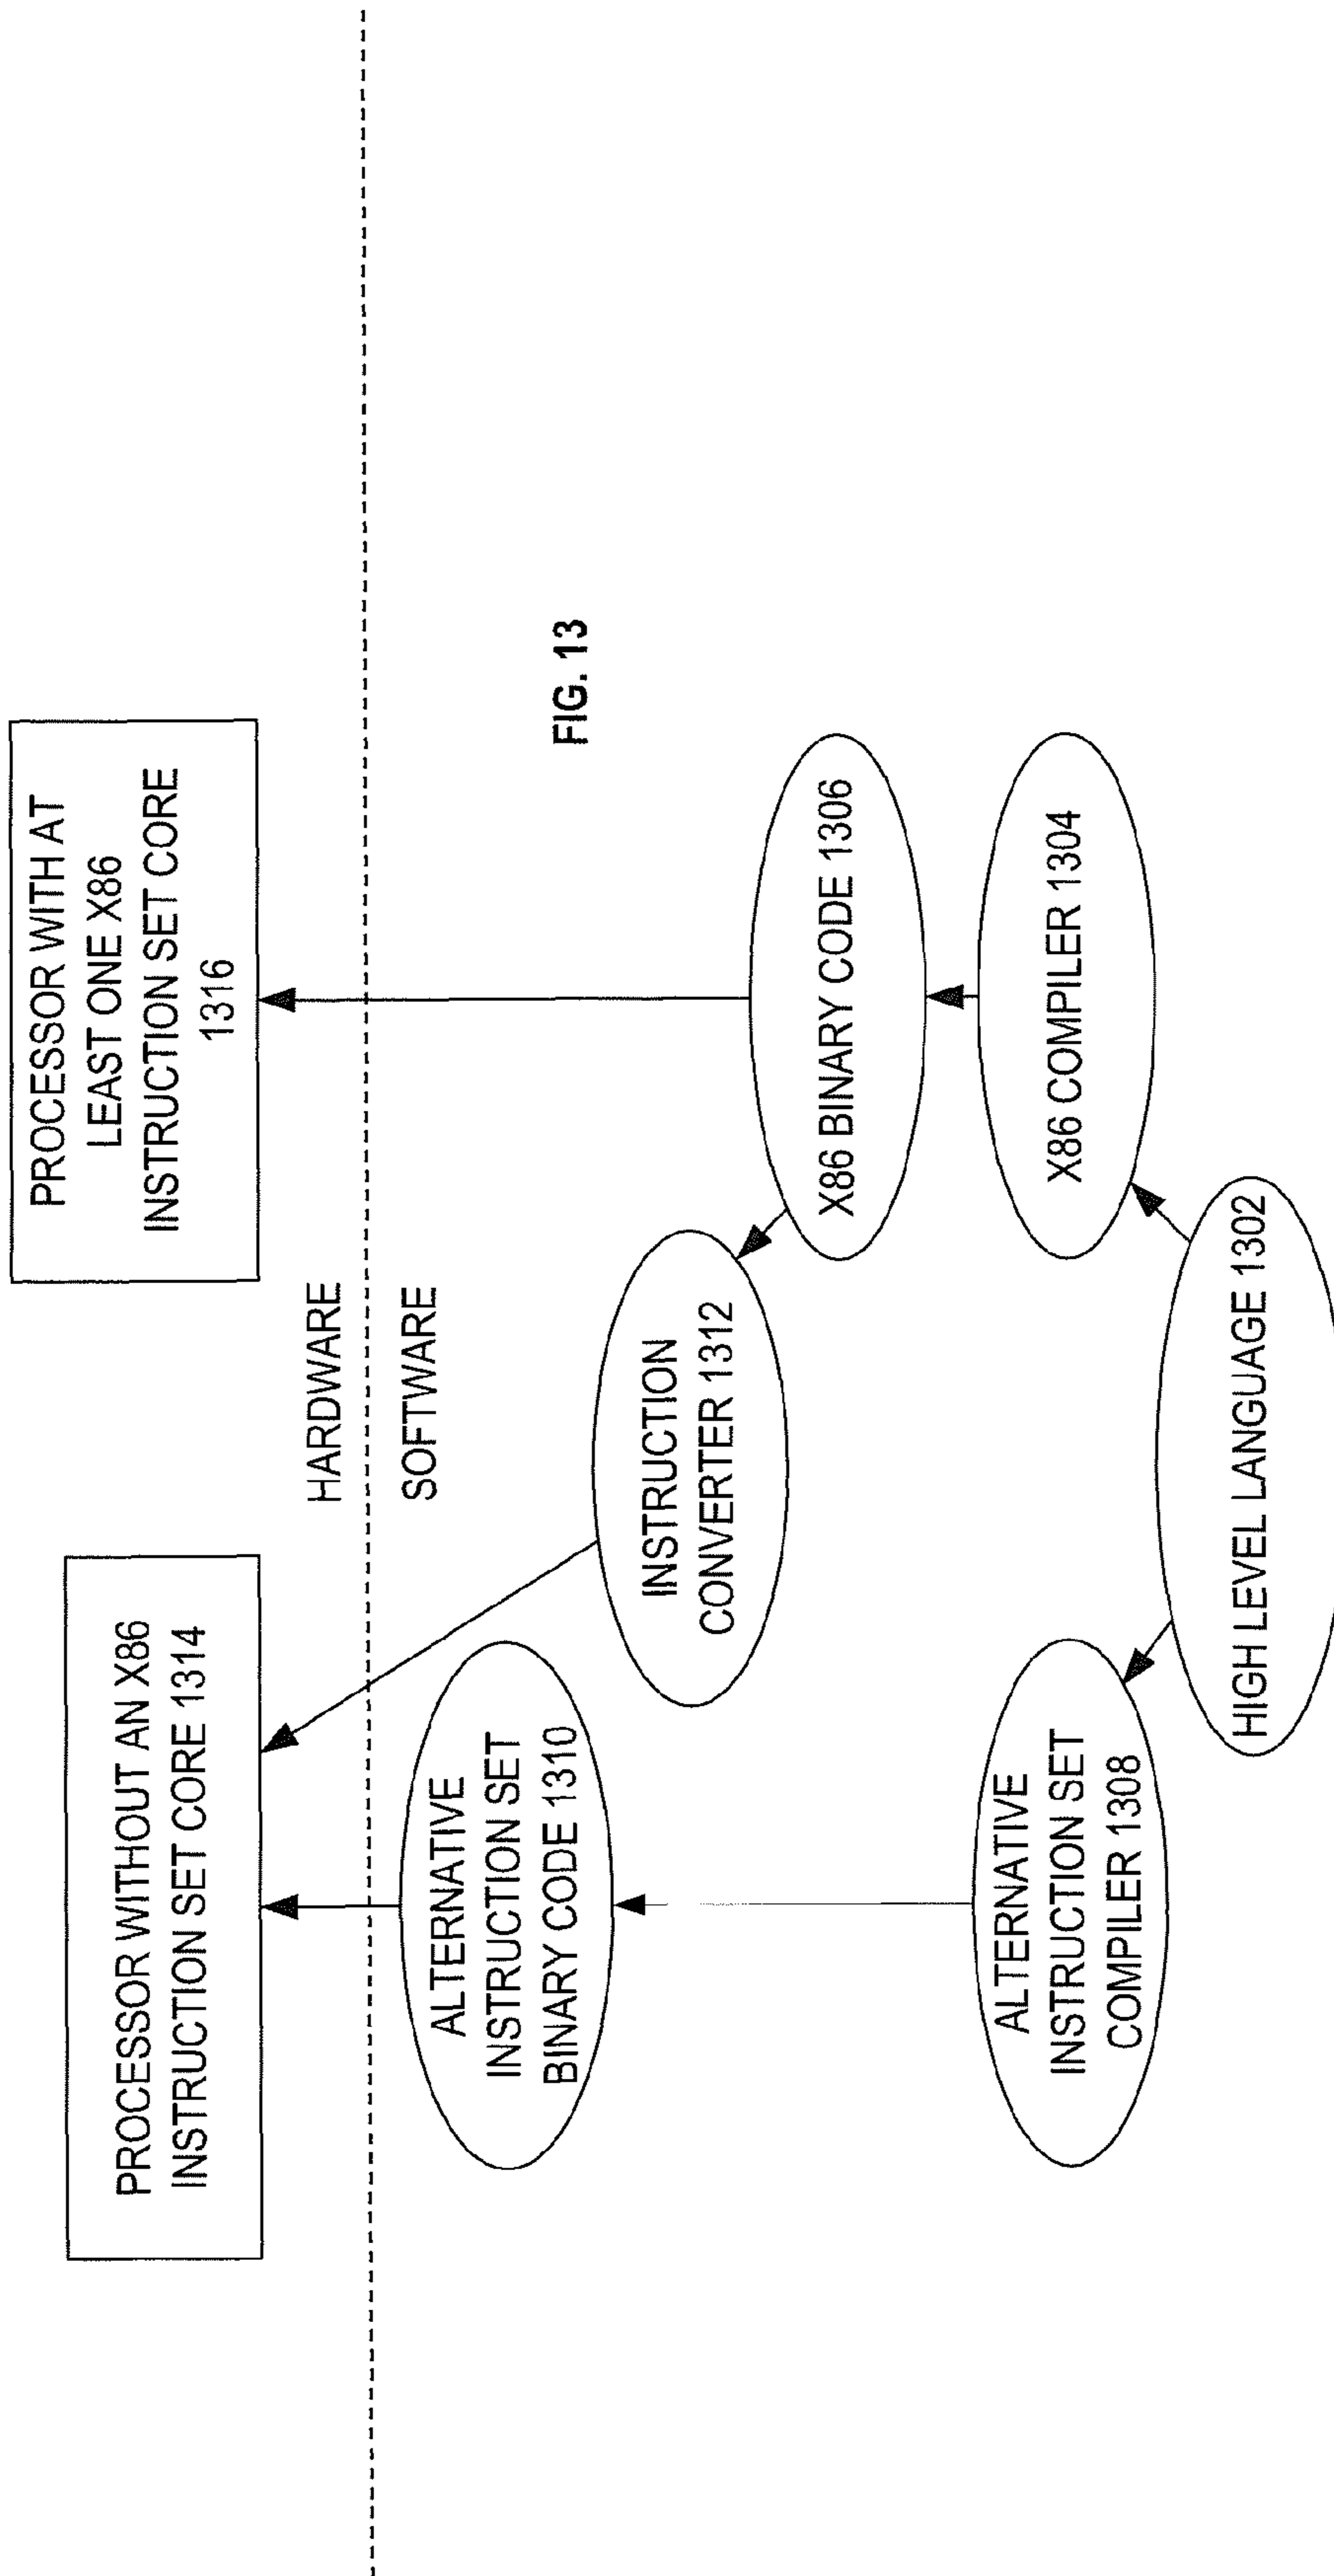 PROCESSOR WITHOUT AN X86
INSTRUCTION SET CORE 1314
PROCESSOR WITH AT
LEAST ONE X86
INSTRUCTION SET CORE
1316
HARDWARE
SOFTWARE
ALTERNATIVE
INSTRUCTION SET
BINARY CODE 1310
INSTRUCTION
CONVERTER 1312
FIG. 13
X86 BINARY CODE 1306
ALTERNATIVE
INSTRUCTION SET
COMPILER 1308
X86 COMPILER 1304
HIGH LEVEL LANGUAGE 1302